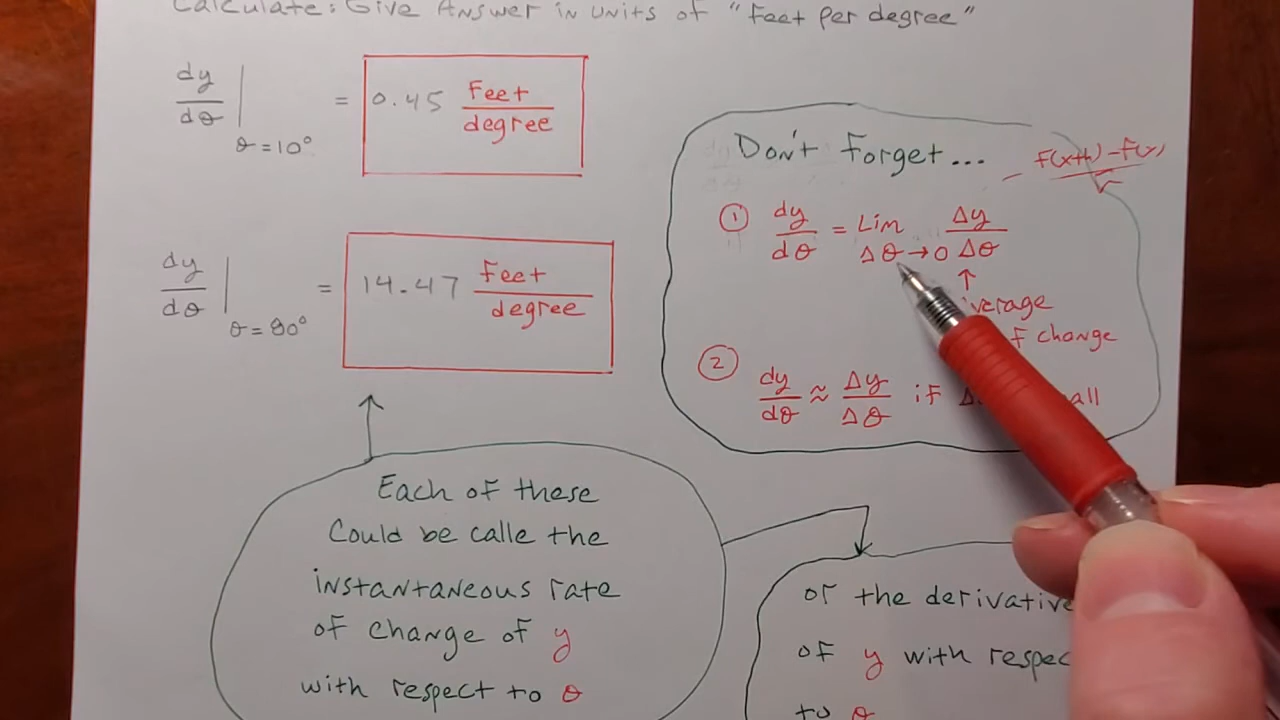 Calculate: Give Answer in units of "feet per degree"
dy/dθ | θ=10° = 0.45 feet/degree
dy/dθ | θ=80° = 14.47 feet/degree
Don't Forget...
f(x+h)-f(x)
① dy/dθ = Lim Δθ→0 Δy/Δθ
↑
verage
f change
② dy/dθ ≈ Δy/Δθ if Δ all
Each of these
Could be calle the
instantaneous rate
of change of y
with respect to θ
or the derivative
of y with respec
to θ